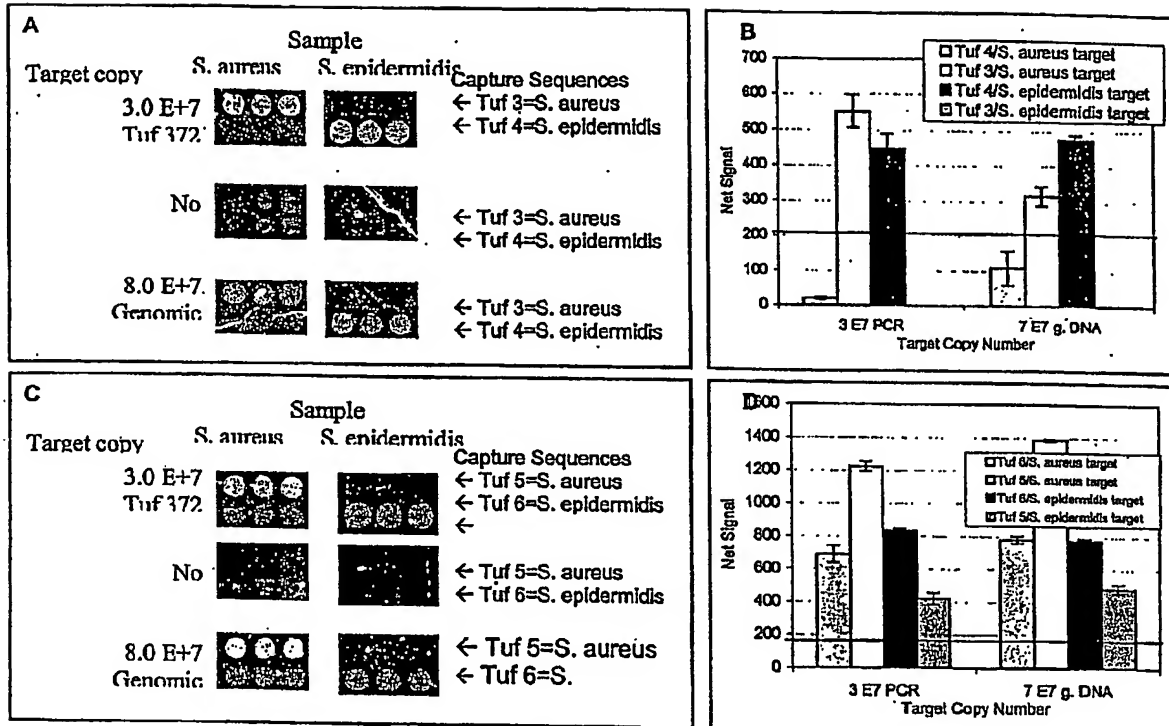 A
Sample
Target copy S. aureus S. epidermidis
Capture Sequences
3.0 E+7 ← Tuf 3=S. aureus
Tuf 372 ← Tuf 4=S. epidermidis
No ← Tuf 3=S. aureus
← Tuf 4=S. epidermidis
8.0 E+7. ← Tuf 3=S. aureus
Genomic ← Tuf 4=S. epidermidis
B
Tuf 4/S. aureus target
Tuf 3/S. aureus target
Tuf 4/S. epidermidis target
Tuf 3/S. epidermidis target
700
600
500
400
300
200
100
0
Net Signal
3 E7 PCR 7 E7 g. DNA
Target Copy Number
C
Sample
Target copy S. aureus S. epidermidis
Capture Sequences
3.0 E+7 ← Tuf 5=S. aureus
Tuf 372 ← Tuf 6=S. epidermidis
←
No ← Tuf 5=S. aureus
← Tuf 6=S. epidermidis
8.0 E+7 ← Tuf 5=S. aureus
Genomic ← Tuf 6=S.
D
Tuf 6/S. aureus target
Tuf 5/S. aureus target
Tuf 6/S. epidermidis target
Tuf 5/S. epidermidis target
1600
1400
1200
1000
800
600
400
200
0
Net Signal
3 E7 PCR 7 E7 g. DNA
Target Copy Number